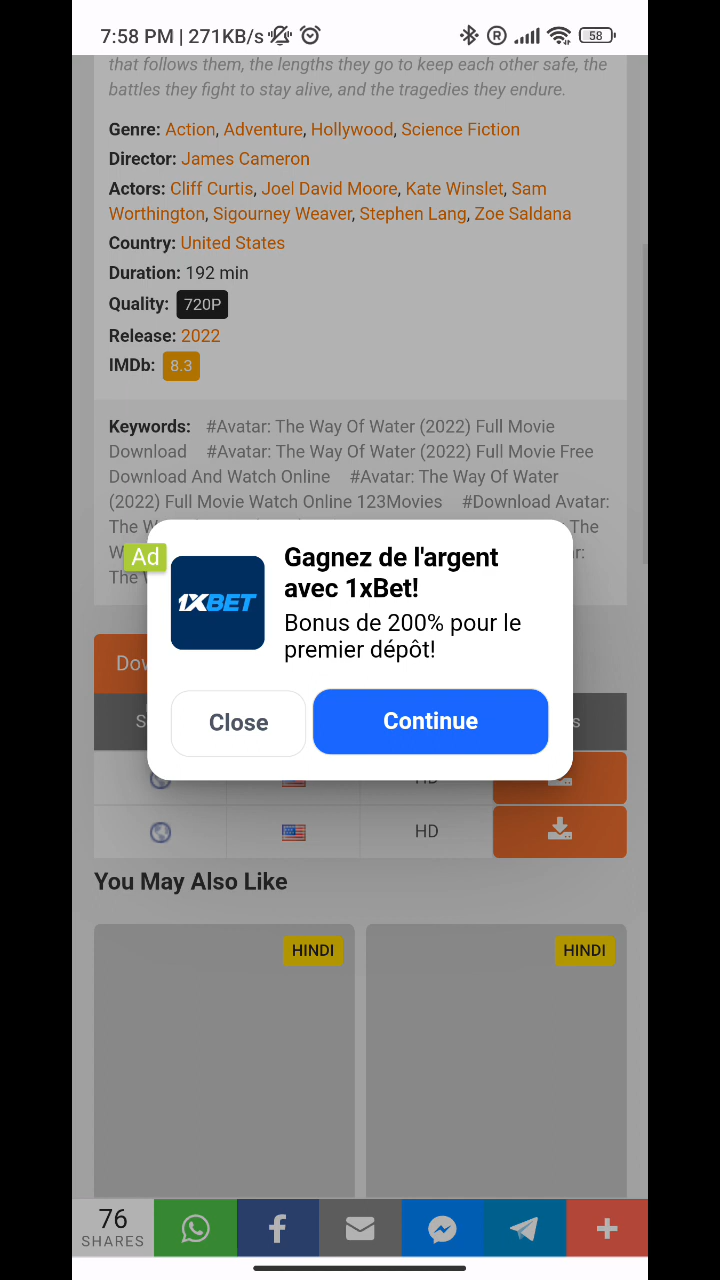 7:58 PM | 271KB/s
58
that follows them, the lengths they go to keep each other safe, the
battles they fight to stay alive, and the tragedies they endure.
Genre: Action, Adventure, Hollywood, Science Fiction
Director: James Cameron
Actors: Cliff Curtis, Joel David Moore, Kate Winslet, Sam
Worthington, Sigourney Weaver, Stephen Lang, Zoe Saldana
Country: United States
Duration: 192 min
Quality: 720P
Release: 2022
IMDb: 8.3
Keywords: #Avatar: The Way Of Water (2022) Full Movie
Download #Avatar: The Way Of Water (2022) Full Movie Free
Download And Watch Online #Avatar: The Way Of Water
(2022) Full Movie Watch Online 123Movies #Download Avatar:
The The
The
Ad
1XBET
Gagnez de l'argent
avec 1xBet!
Bonus de 200% pour le
premier dépôt!
Close
Continue
HD
HD
You May Also Like
HINDI
HINDI
76
SHARES